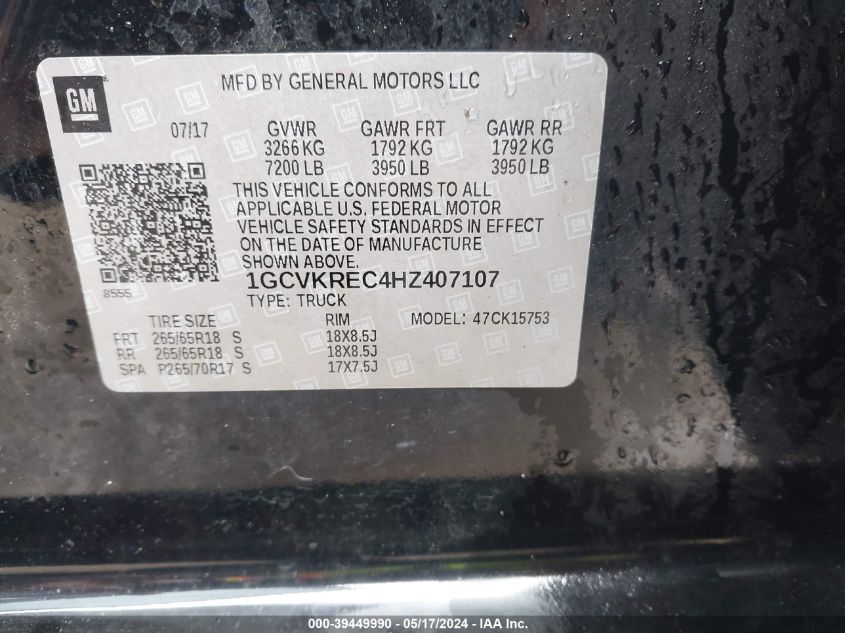 GM
MFD BY GENERAL MOTORS LLC
07/17 GVWR GAWR FRT GAWR RR
3266 KG 1792 KG 1792 KG
7200 LB 3950 LB 3950 LB
THIS VEHICLE CONFORMS TO ALL
APPLICABLE U.S. FEDERAL MOTOR
VEHICLE SAFETY STANDARDS IN EFFECT
ON THE DATE OF MANUFACTURE
SHOWN ABOVE.
8555
1GCVKREC4HZ407107
TYPE: TRUCK
TIRE SIZE RIM MODEL: 47CK15753
FRT 265/65R18 S 18X8.5J
RR 265/65R18 S 18X8.5J
SPA P265/70R17 S 17X7.5J
000-39449990 - 05/17/2024 - IAAI Inc.